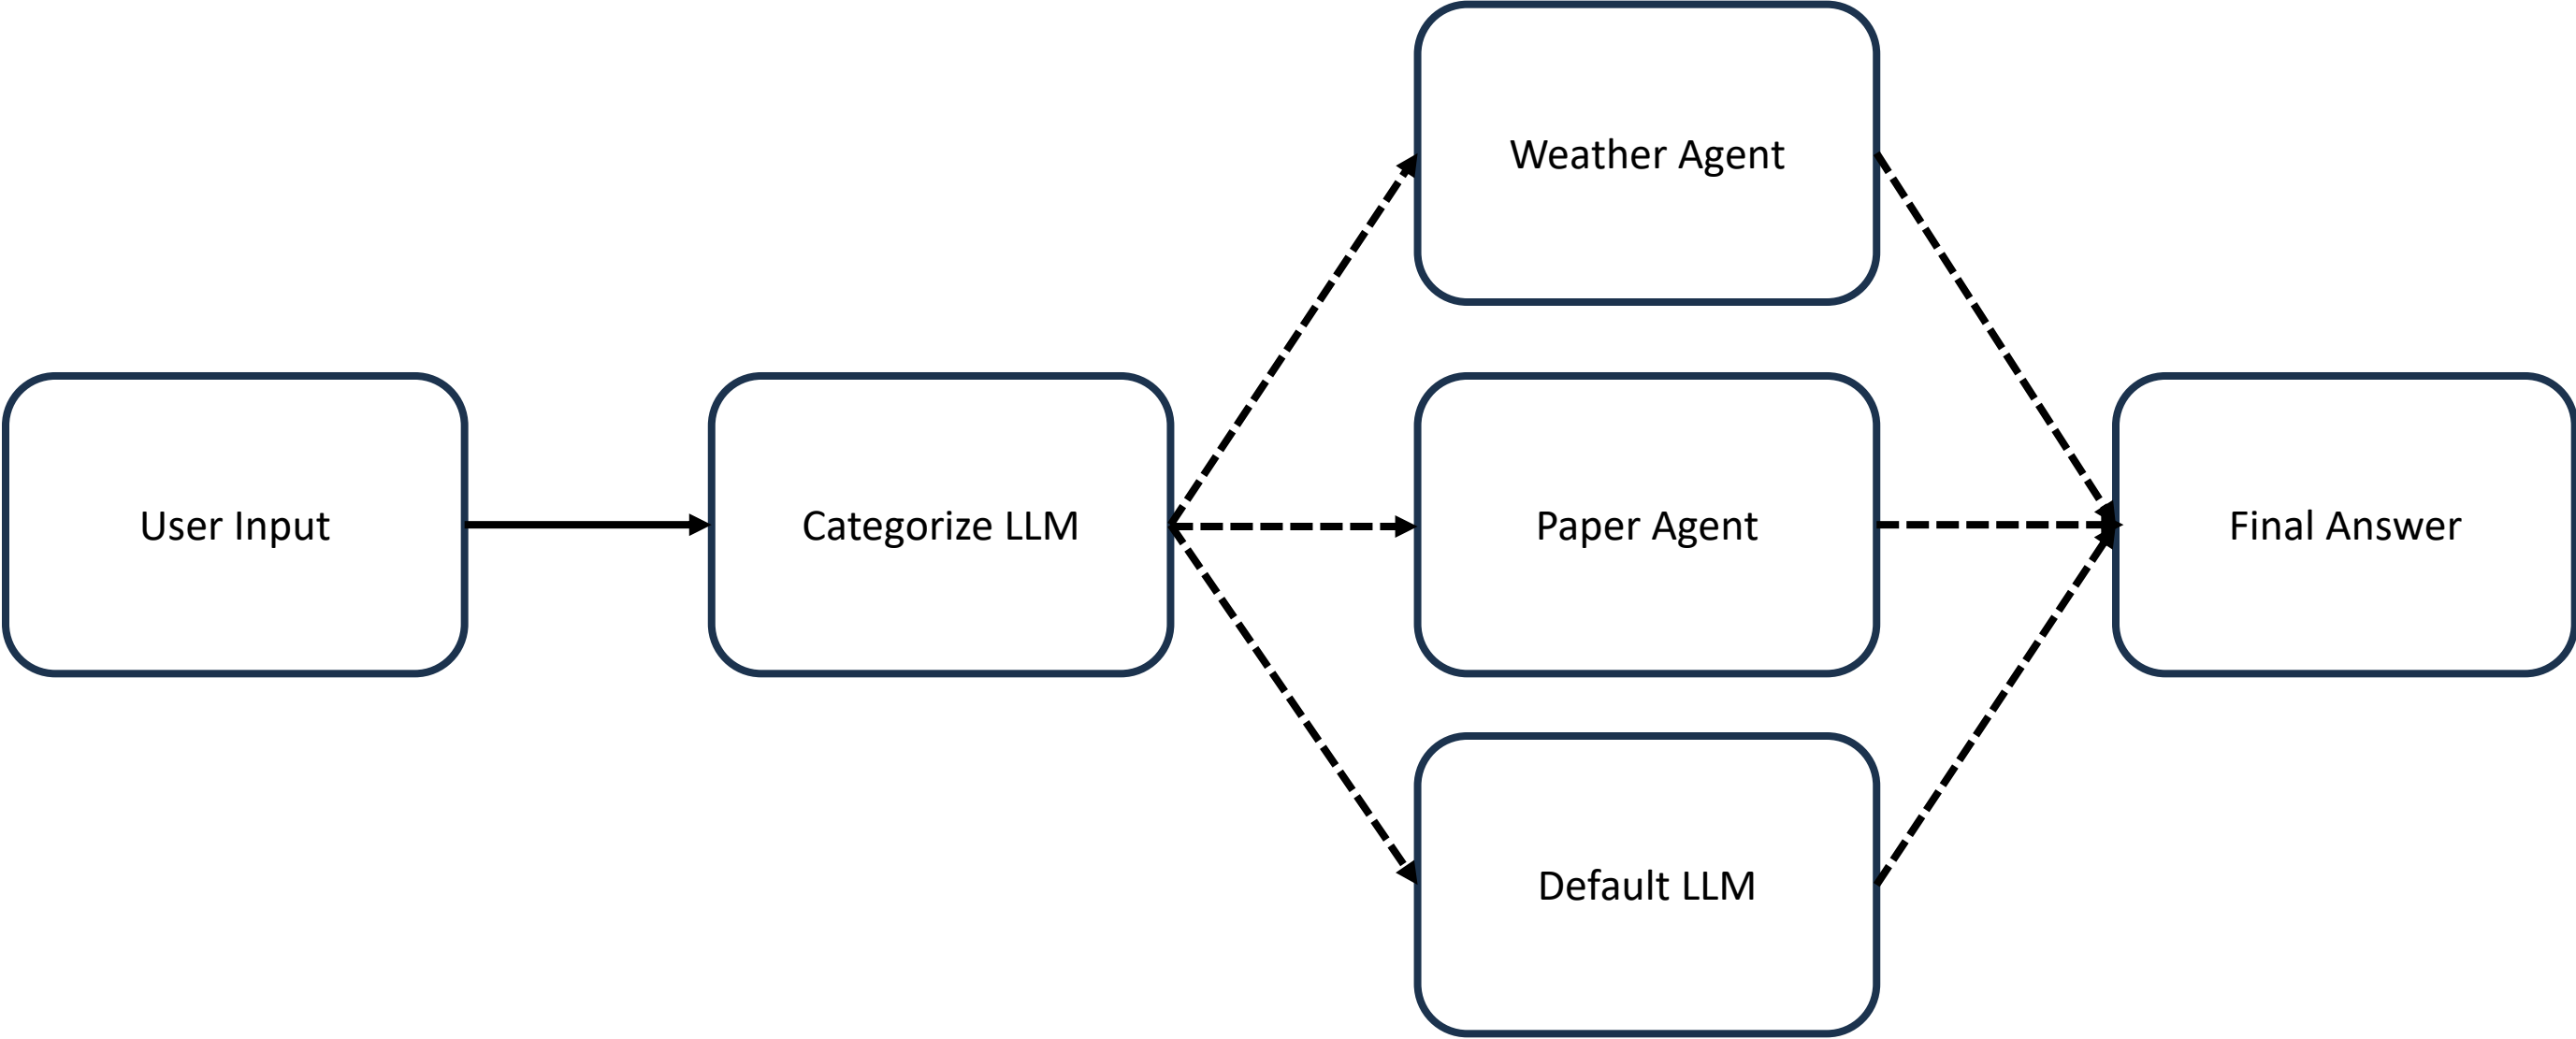 User Input
Categorize LLM
Weather Agent
Paper Agent
Default LLM
Final Answer